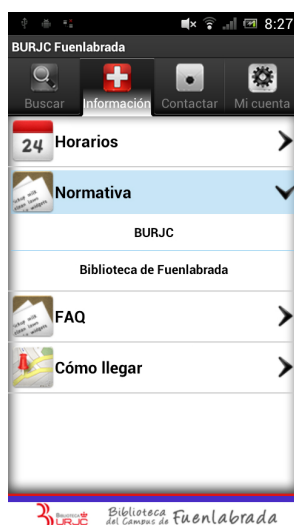 8:27
BURJC Fuenlabrada
Buscar
Información
Contactar
Mi cuenta
24 Horarios
Normativa
BURJC
Biblioteca de Fuenlabrada
FAQ
Cómo llegar
Biblioteca
URJC
Biblioteca
del Campus de Fuenlabrada